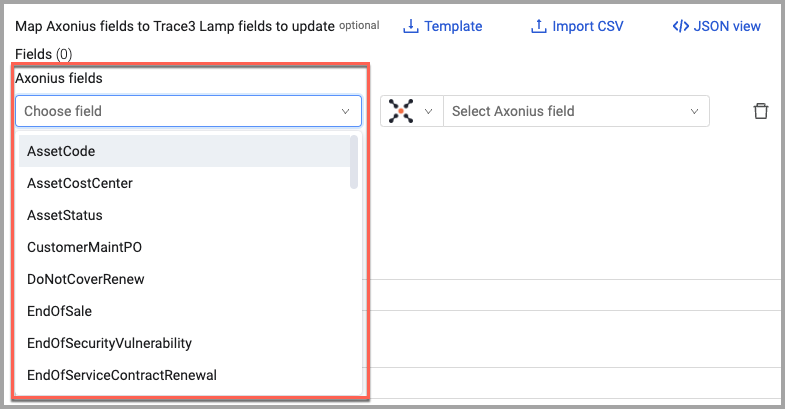 Map Axonius fields to Trace3 Lamp fields to update optional Template Import CSV </> JSON view
Fields (0)
Axonius fields
Choose field Select Axonius field
AssetCode
AssetCostCenter
AssetStatus
CustomerMaintPO
DoNotCoverRenew
EndOfSale
EndOfSecurityVulnerability
EndOfServiceContractRenewal